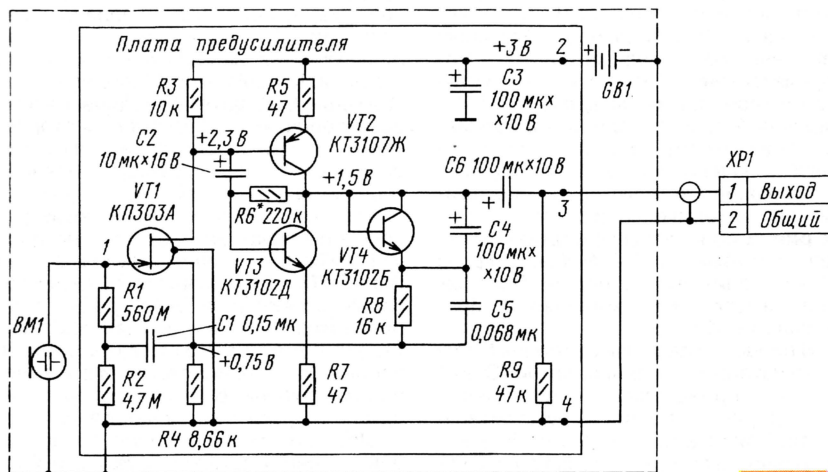 Плата предусилителя
+3 В
2
+
−
GB1
R3
10 к
R5
47
+
C3
100 мк×
×10 В
C2
10 мк×16 В
+
+2,3 В
VT2
КТ3107Ж
+1,5 В
C6 100 мк×10 В
+
3
XP1
1 Выход
2 Общий
VT1
КП303А
1
R6* 220 к
VT3
КТ3102Д
VT4
КТ3102Б
+
C4
100 мк×
×10 В
R1
560 М
C1 0,15 мк
R8
16 к
C5
0,068 мк
BM1
+0,75 В
R2
4,7 М
R7
47
R9
47 к
4
R4 8,66 к